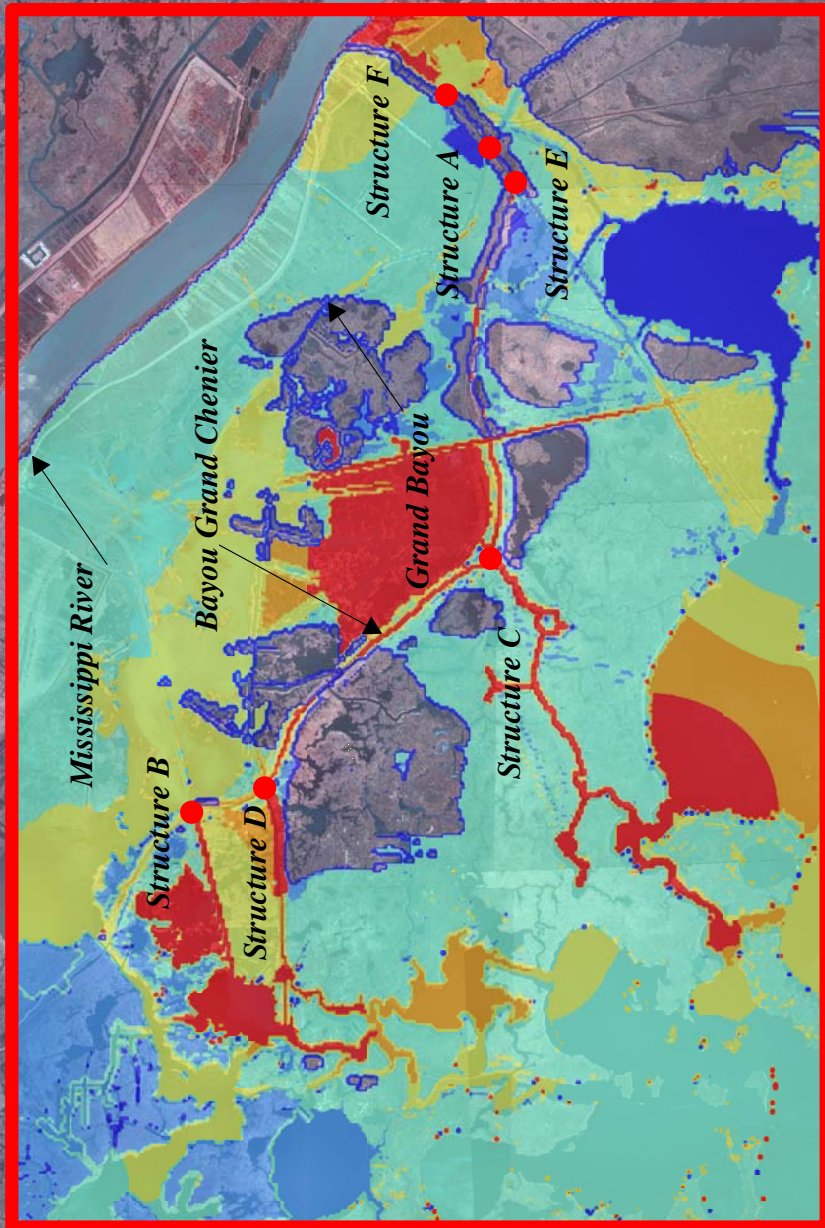 Mississippi River
Structure B
Bayou Grand Chenier
Structure D
Structure F
Grand Bayou
Structure A
Structure C
Structure E